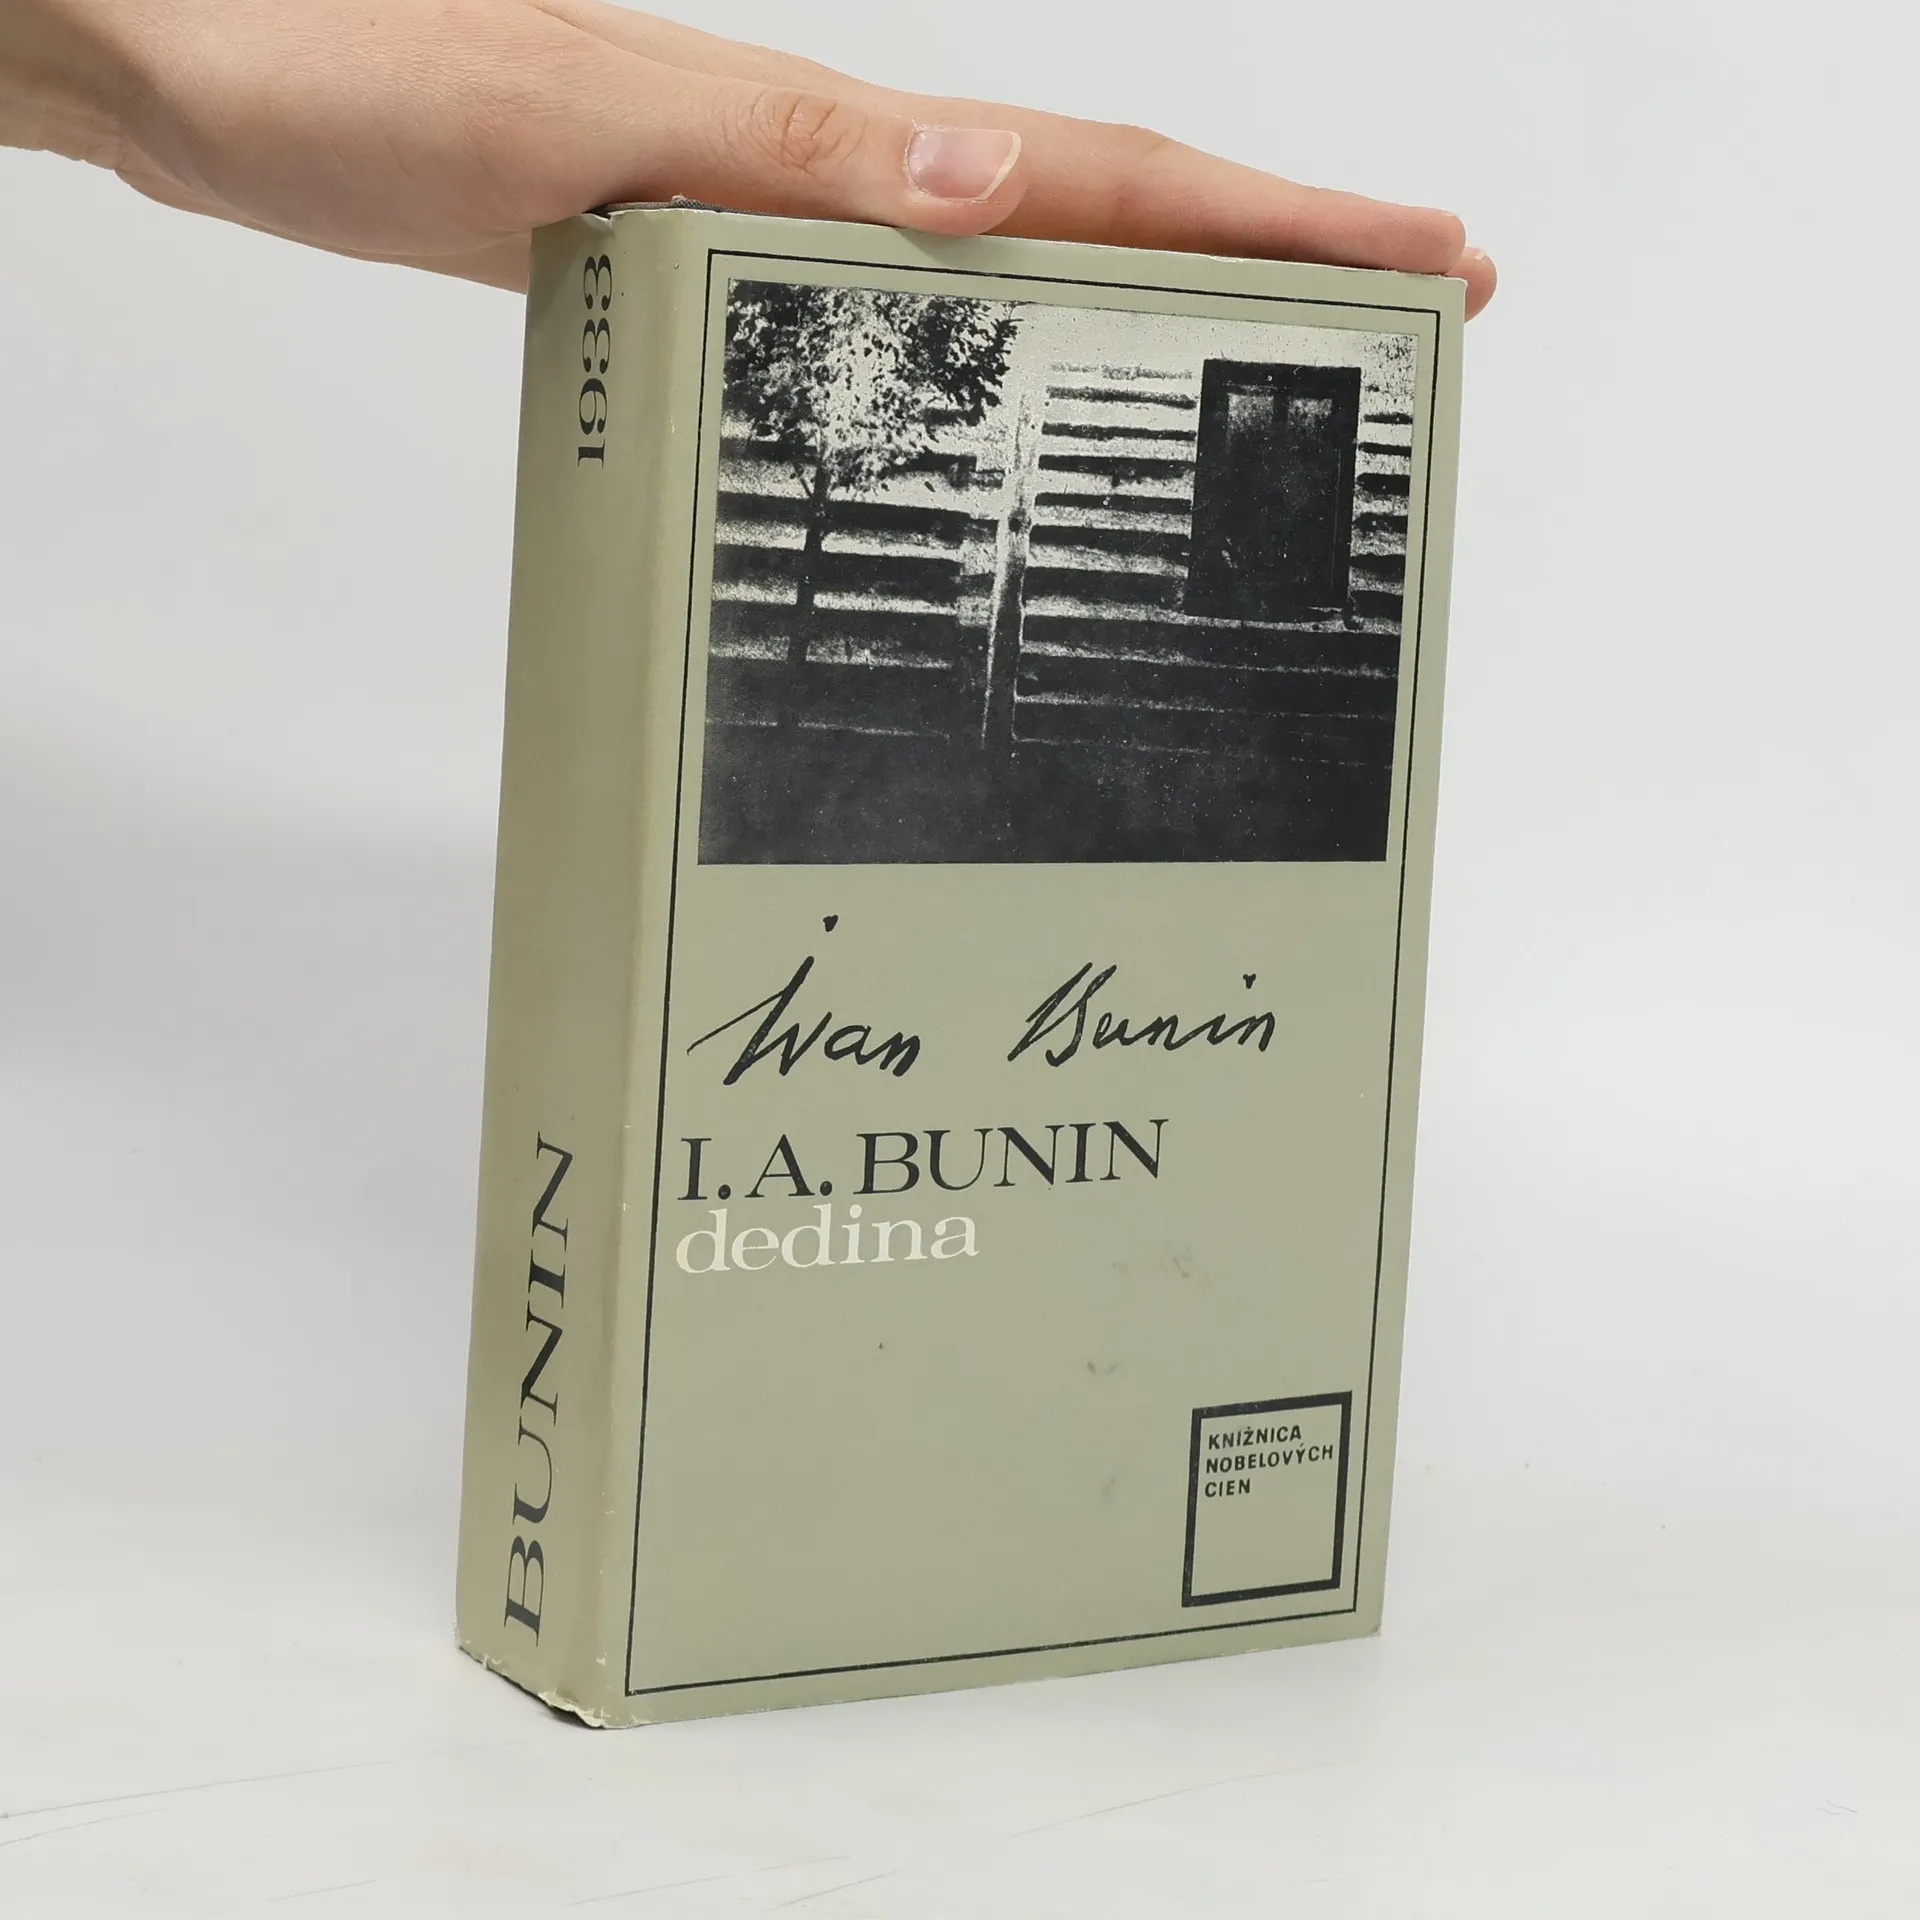 1933
BUNIN
Ivan Bunin
I. A. BUNIN
dedina
KNIŽNICA
NOBELOVÝCH
CIEN